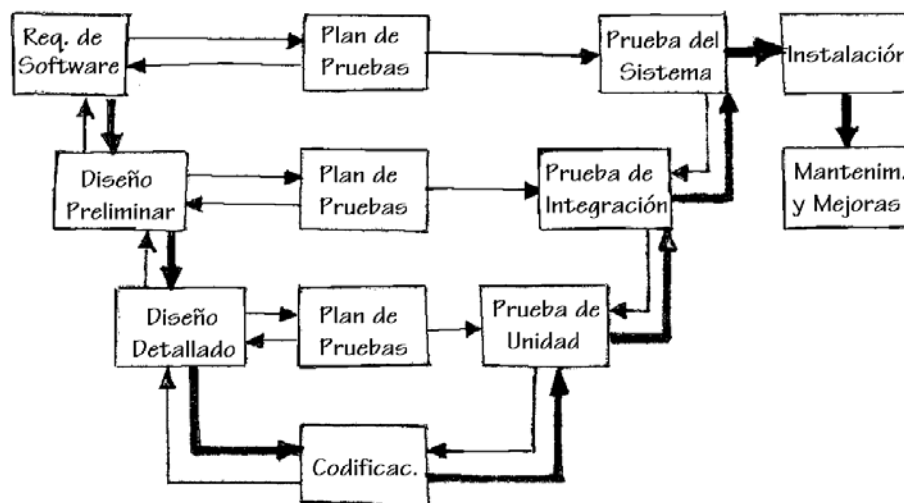 Req. de
Software
Plan de
Pruebas
Prueba del
Sistema
Instalación
Diseño
Preliminar
Plan de
Pruebas
Prueba de
Integración
Mantenim.
y Mejoras
Diseño
Detallado
Plan de
Pruebas
Prueba de
Unidad
Codificac.